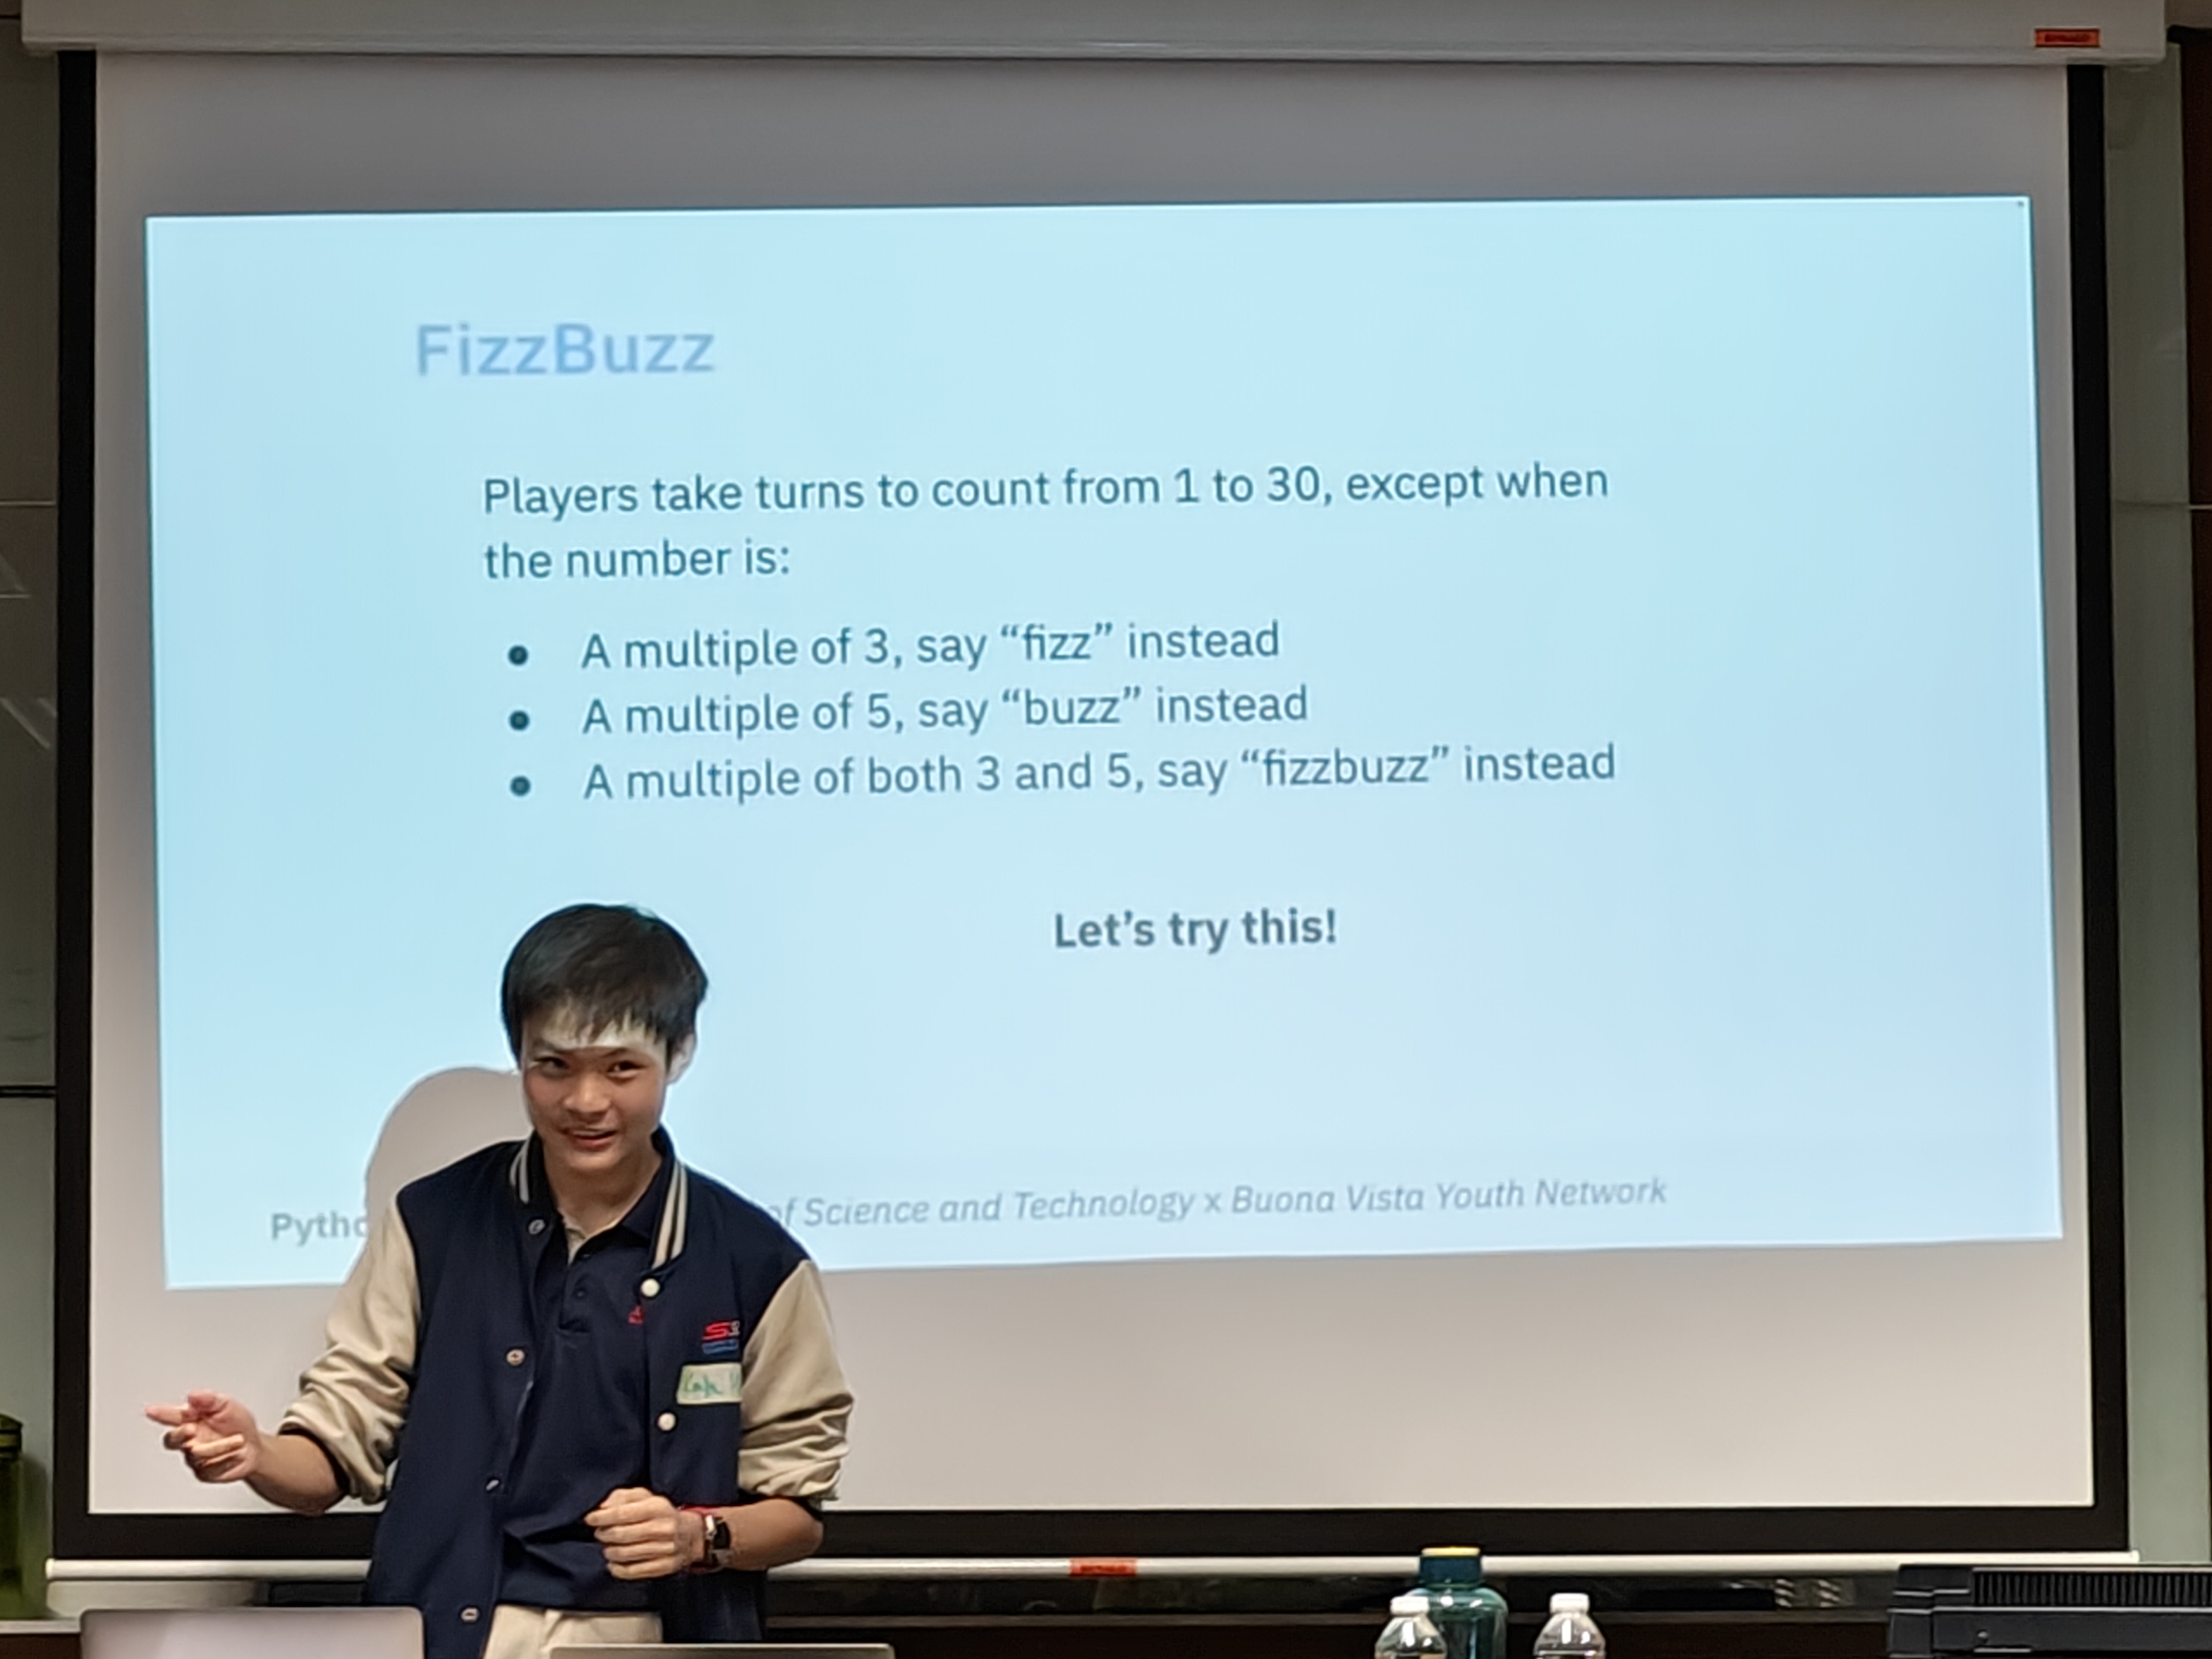 FizzBuzz
Players take turns to count from 1 to 30, except when
the number is:
● A multiple of 3, say “fizz” instead
● A multiple of 5, say “buzz” instead
● A multiple of both 3 and 5, say “fizzbuzz” instead
Let’s try this!
of Science and Technology x Buona Vista Youth Network